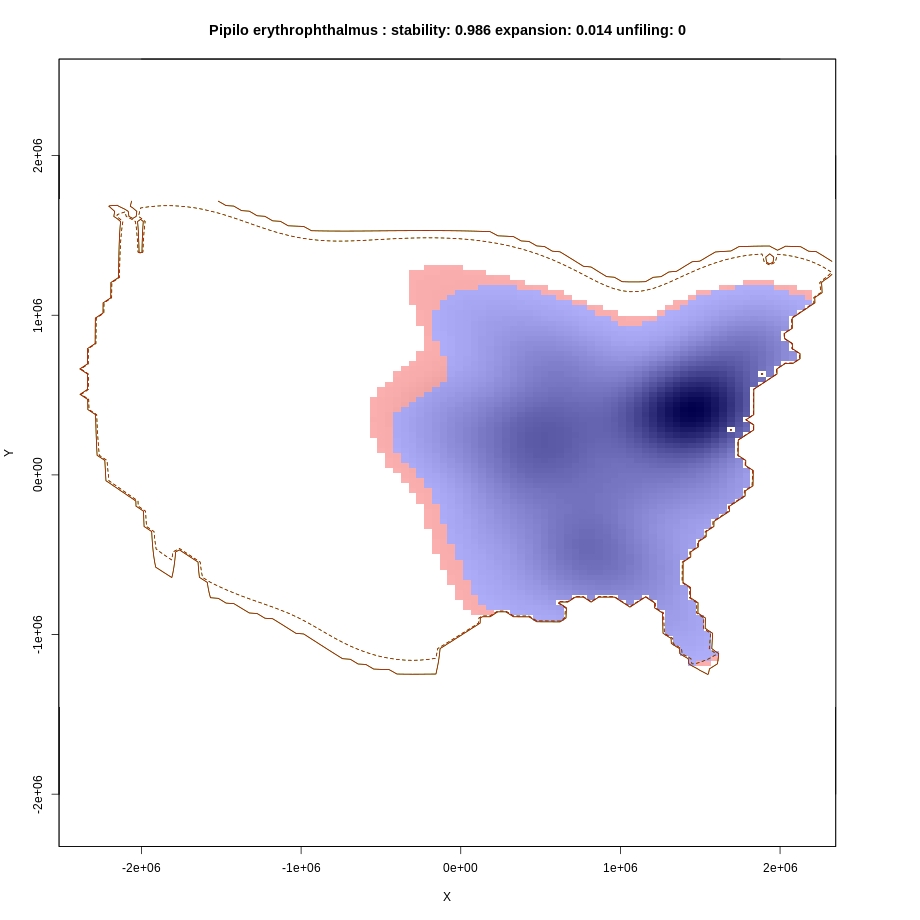 Pipilo erythrophthalmus : stability: 0.986 expansion: 0.014 unfiling: 0
2e+06
1e+06
0e+00
-1e+06
-2e+06
Y
-2e+06 -1e+06 0e+00 1e+06 2e+06
X